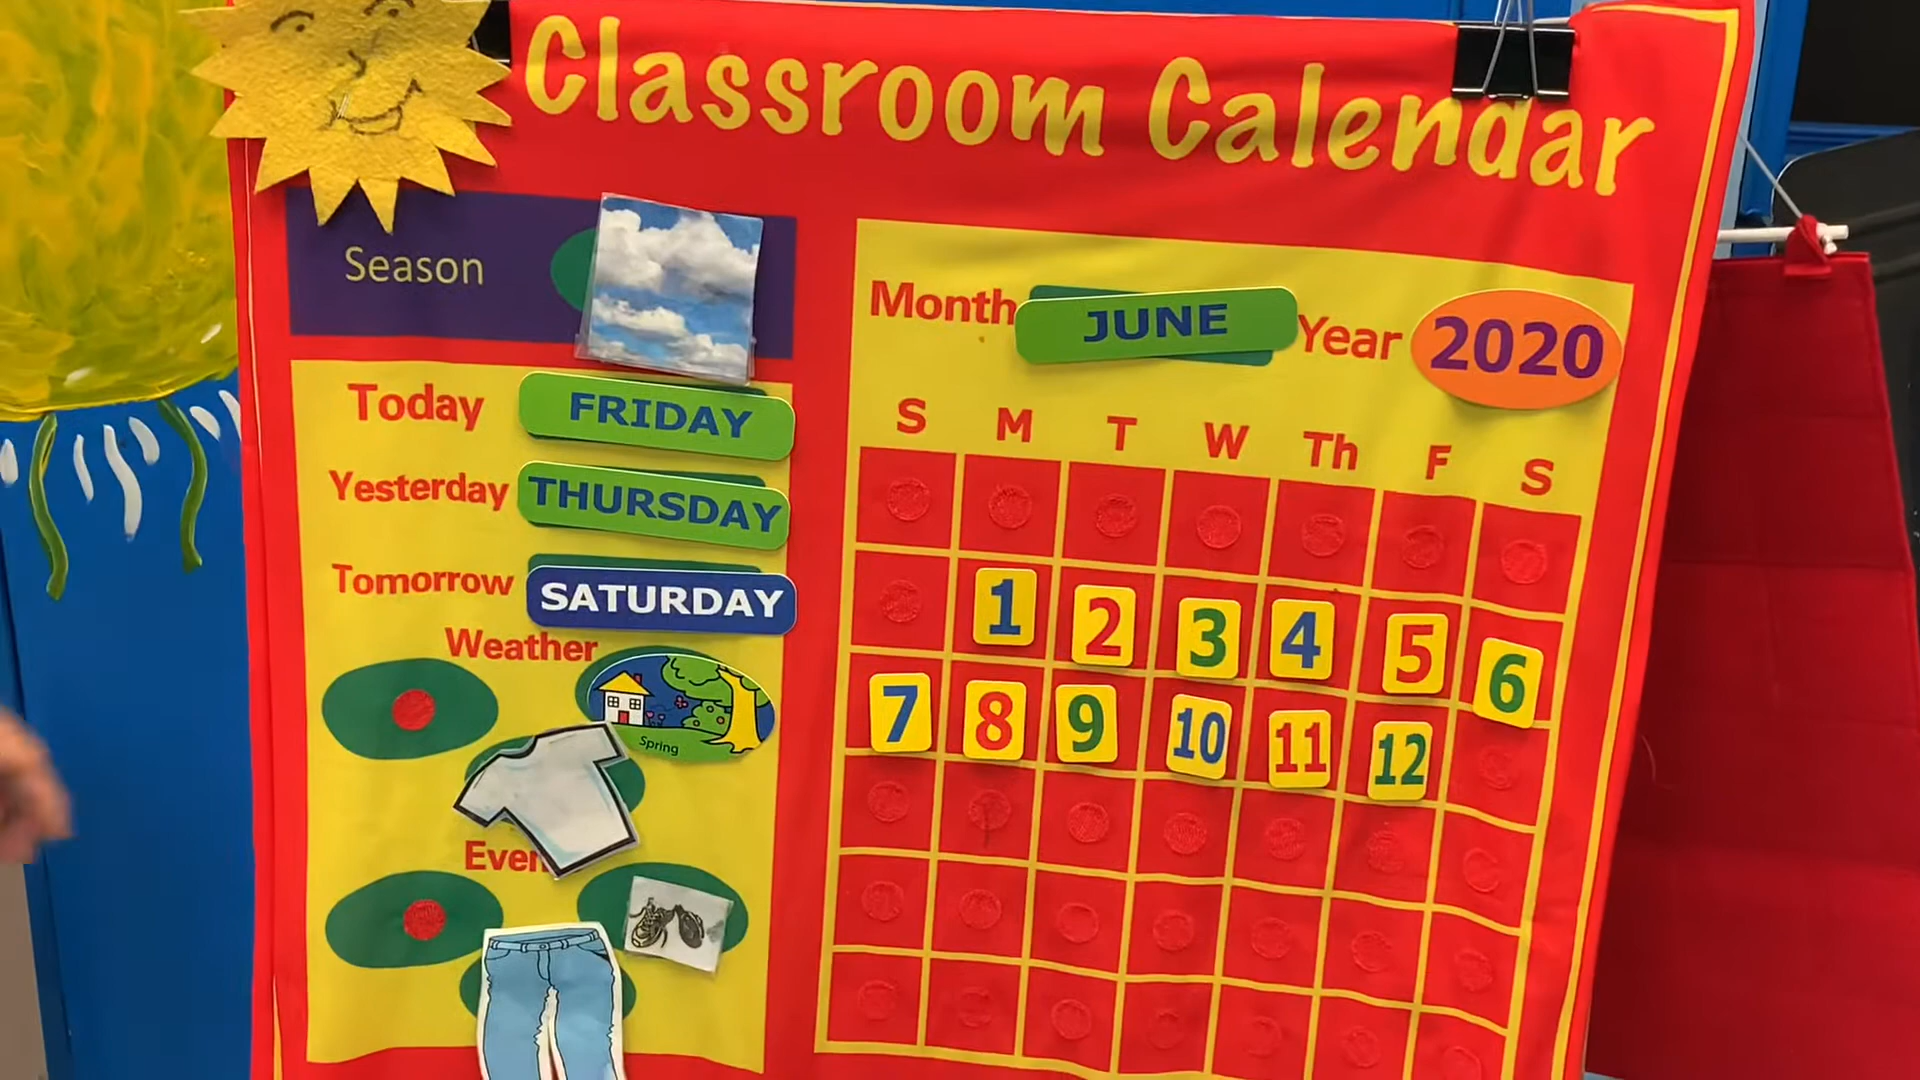 Classroom Calendar
Season
Today FRIDAY
Yesterday THURSDAY
Tomorrow SATURDAY
Weather
Spring
Month JUNE Year 2020
S M T W Th F S
1 2 3 4 5 6
7 8 9 10 11 12